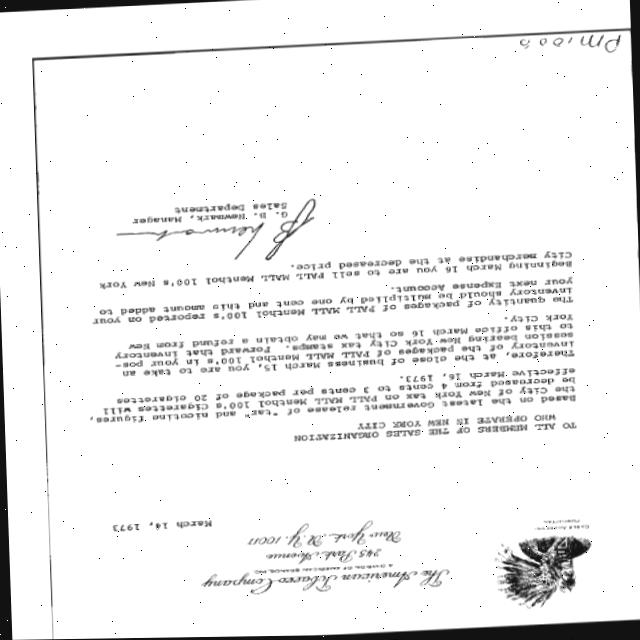 The American Tobacco Company
A DIVISION OF AMERICAN BRANDS, INC.
245 Park Avenue
New York, N.Y. 10017
March 14, 1973
TO ALL MEMBERS OF THE SALES ORGANIZATION
WHO OPERATE IN NEW YORK CITY
Based on the latest Government release of "tar" and nicotine figures,
the City of New York tax on PALL MALL Menthol 100's Cigarettes will
be decreased from 4 cents to 3 cents per package of 20 cigarettes
effective March 16, 1973.
Therefore, at the close of business March 15, you are to take an
inventory of the packages of PALL MALL Menthol 100's in your pos-
session bearing New York City tax stamps. Forward that inventory
to this office March 16 so that we may obtain a refund from New
York City.
The quantity of packages of PALL MALL Menthol 100's reported on your
inventory should be multiplied by one cent and this amount added to
your next Expense Account.
Beginning March 16 you are to sell PALL MALL Menthol 100's New York
City merchandise at the decreased price.
G. B. Newmark, Manager
Sales Department